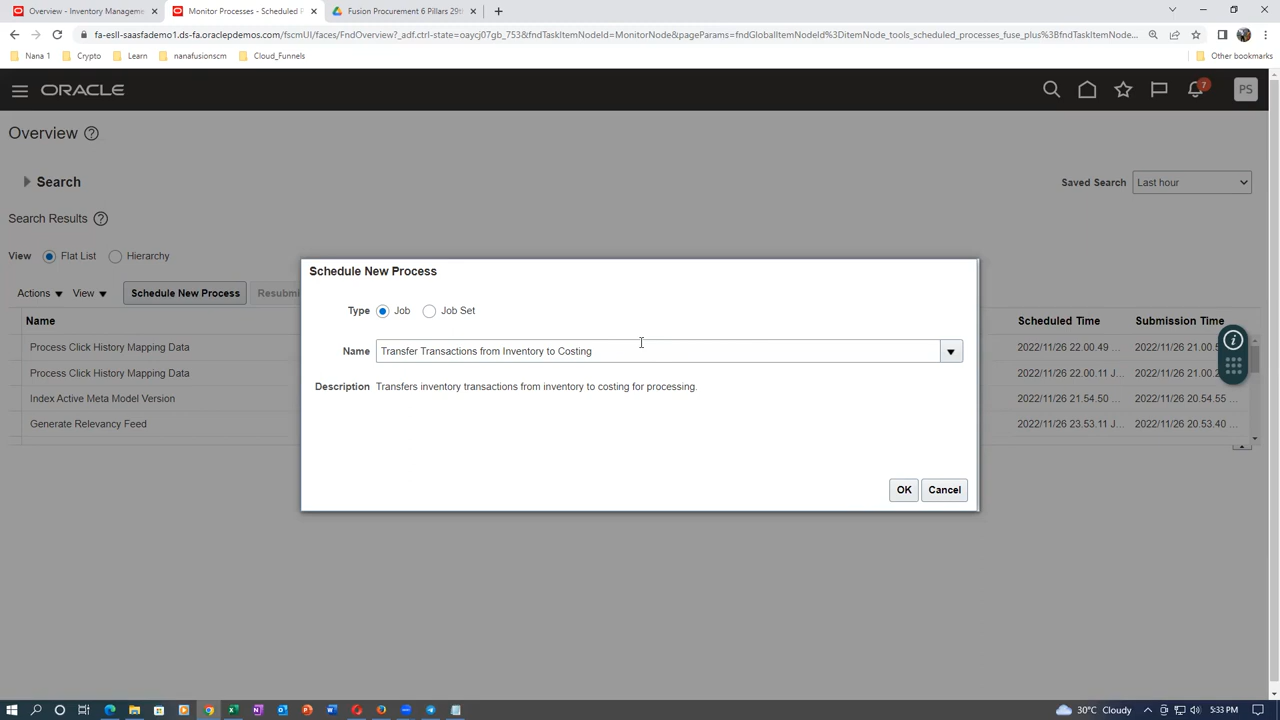 Overview - Inventory Manageme
Monitor Processes - Scheduled P
Fusion Procurement 6 Pillars 29th
fa-esll-saasfademo1.ds-fa.oraclepdemos.com/fscmUI/faces/FndOverview?_adf.ctrl-state=oaycj07gb_753&fndTaskItemNodeId=MonitorNode&pageParams=fndGlobalItemNodeId%3DitemNode_tools_scheduled_processes_fuse_plus%3BfndTaskItemNode...
Nana 1
Crypto
Learn
nanafusionscm
Cloud_Funnels
Other bookmarks
ORACLE
7
PS
Overview
Search
Saved Search Last hour
Search Results
View Flat List Hierarchy
Actions View Schedule New Process Resubmi
Name Scheduled Time Submission Time
Process Click History Mapping Data 2022/11/26 22.00.49 ... 2022/11/26 21.00.5
Process Click History Mapping Data 2022/11/26 22.00.11 J... 2022/11/26 21.00.2
Index Active Meta Model Version 2022/11/26 21.54.50 ... 2022/11/26 20.54.55 ...
Generate Relevancy Feed 2022/11/26 23.53.11 J... 2022/11/26 20.53.40 ...
Schedule New Process
Type Job Job Set
Name Transfer Transactions from Inventory to Costing
Description Transfers inventory transactions from inventory to costing for processing.
OK Cancel
30°C Cloudy
5:33 PM